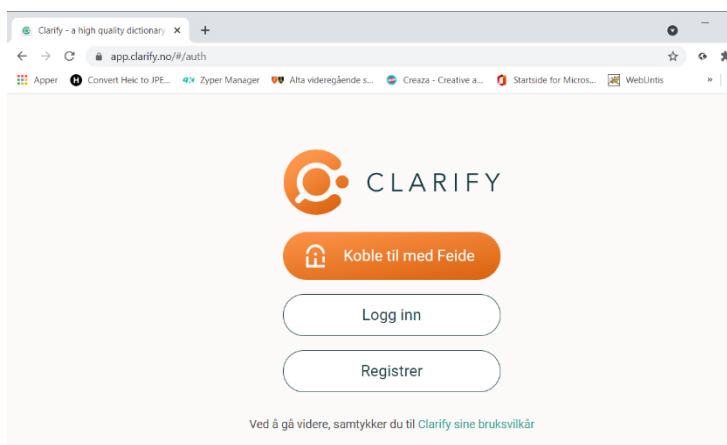 Clarify - a high quality dictionary
app.clarify.no/#/auth
Apper Convert Heic to JPE... Zyper Manager Alta videregående s... Creaza - Creative a... Startside for Micros... WebUntis »
CLARIFY
Koble til med Feide
Logg inn
Registrer
Ved å gå videre, samtykker du til Clarify sine bruksvilkår